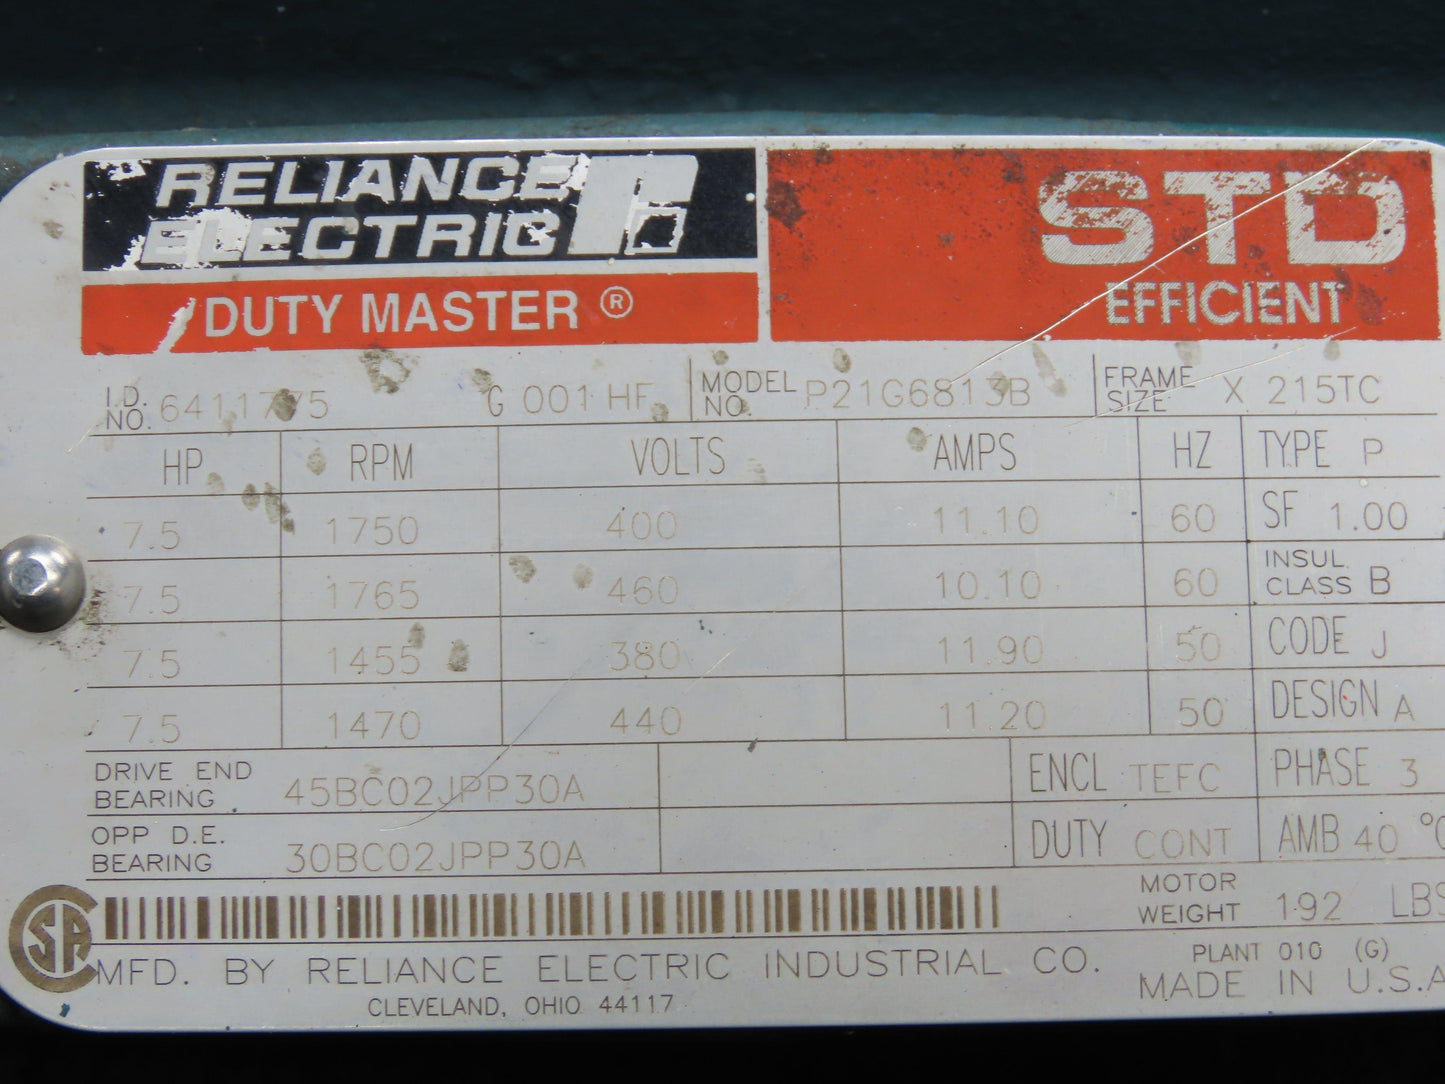 RELIANCE
ELECTRIC
DUTY MASTER ®
STD
EFFICIENT
I.D. NO. 6411775 G 001 HF MODEL NO. P21G6813B FRAME SIZE X 215TC
HP RPM VOLTS AMPS HZ TYPE P
7.5 1750 400 11.10 60 SF 1.00
7.5 1765 460 10.10 60 INSUL CLASS B
7.5 1455 380 11.90 50 CODE J
7.5 1470 440 11.20 50 DESIGN A
DRIVE END BEARING 45BC02JPP30A ENCL TEFC PHASE 3
OPP D.E. BEARING 30BC02JPP30A DUTY CONT AMB 40 °C
MOTOR WEIGHT 192 LBS
MFD. BY RELIANCE ELECTRIC INDUSTRIAL CO.
CLEVELAND, OHIO 44117
PLANT 010 (G)
MADE IN U.S.A